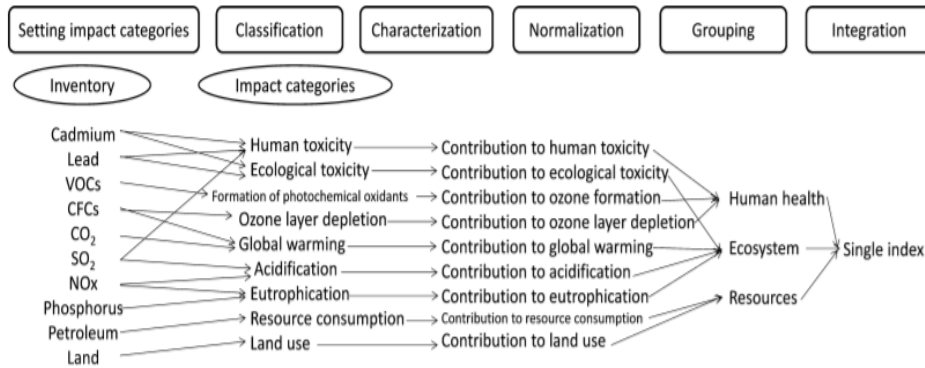 Setting impact categories
Classification
Characterization
Normalization
Grouping
Integration
Inventory
Impact categories
Cadmium
Lead
VOCs
CFCs
CO2
SO2
NOx
Phosphorus
Petroleum
Land
Human toxicity
Ecological toxicity
Formation of photochemical oxidants
Ozone layer depletion
Global warming
Acidification
Eutrophication
Resource consumption
Land use
Contribution to human toxicity
Contribution to ecological toxicity
Contribution to ozone formation
Contribution to ozone layer depletion
Contribution to global warming
Contribution to acidification
Contribution to eutrophication
Contribution to resource consumption
Contribution to land use
Human health
Ecosystem
Resources
Single index